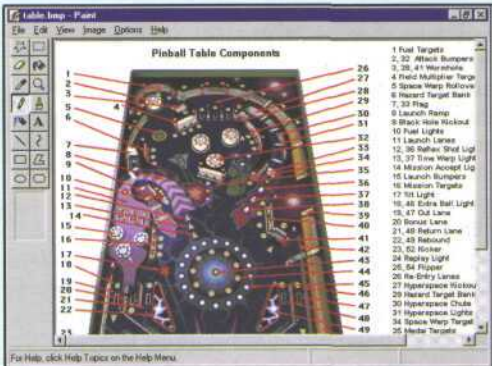 table.bmp - Paint
File Edit View Image Options Help
Pinball Table Components
1
2
3
4
5
6
7
8
9
10
11
12
13
14
15
16
17
18
19
20
21
22
23
26
27
28
29
30
31
32
33
34
35
36
37
38
39
40
41
42
43
44
45
46
47
48
49
1 Fuel Targets
2, 32 Attack Bumpers
3, 39, 41 Wormhole
4 Field Multiplier Targe
5 Space Warp Rollove
6 Hazard Target Bank
7, 33 Flag
8 Launch Ramp
9 Black Hole Kickout
10 Fuel Lights
11 Launch Lanes
12, 36 Reflex Shot Ligh
13, 37 Time Warp Light
14 Mission Accept Lig
15 Launch Bumpers
16 Mission Targets
17 Tilt Light
18, 46 Extra Ball Light
19, 47 Out Lane
20 Bonus Lane
21, 48 Return Lane
22, 49 Rebound
23, 52 Kicker
24 Replay Light
25, 54 Flipper
26 Re-Entry Lanes
27 Hyperspace Kickou
28 Hazard Target Bank
30 Hyperspace Chute
31 Hyperspace Lights
34 Space Warp Target
35 Medal Targets
For Help, click Help Topics on the Help Menu.